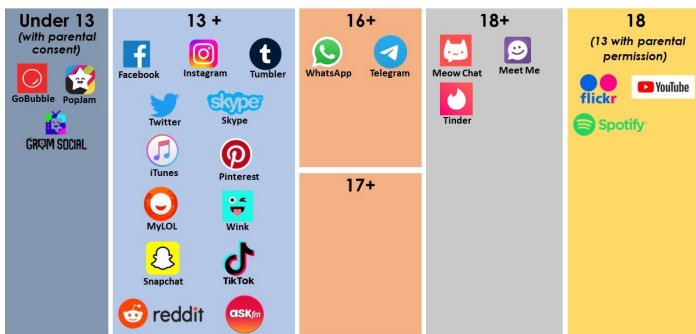 Under 13
(with parental
consent)
GoBubble
PopJam
GROM SOCIAL
13 +
Facebook
Instagram
Tumbler
Twitter
skype
Skype
iTunes
Pinterest
MyLOL
Wink
Snapchat
TikTok
reddit
ASKfm
16+
WhatsApp
Telegram
17+
18+
Meow Chat
Meet Me
Tinder
18
(13 with parental
permission)
flickr
YouTube
Spotify